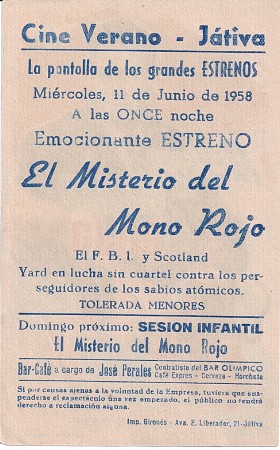 Cine Verano - Játiva
La pantalla de los grandes ESTRENOS
Miércoles, 11 de Junio de 1958
A las ONCE noche
Emocionante ESTRENO
El Misterio del
Mono Rojo
El F. B. I. y Scotland
Yard en lucha sin cuartel contra los per-
seguidores de los sabios atómicos.
TOLERADA MENORES
Domingo próximo: SESION INFANTIL
El Misterio del Mono Rojo
Bar-Café a cargo de José Perales
Contrativa del BAR OLIMPICO
Café Expres - Cerveza - Horchata
Si por causas ajenas a la voluntad de la Empresa, tuviera que sus-
penderse el espectáculo una vez empezado, el público no tendrá
derecho a reclamación alguna.
Imp. Gironés - Ava. E. Liberador, 21-Játiva